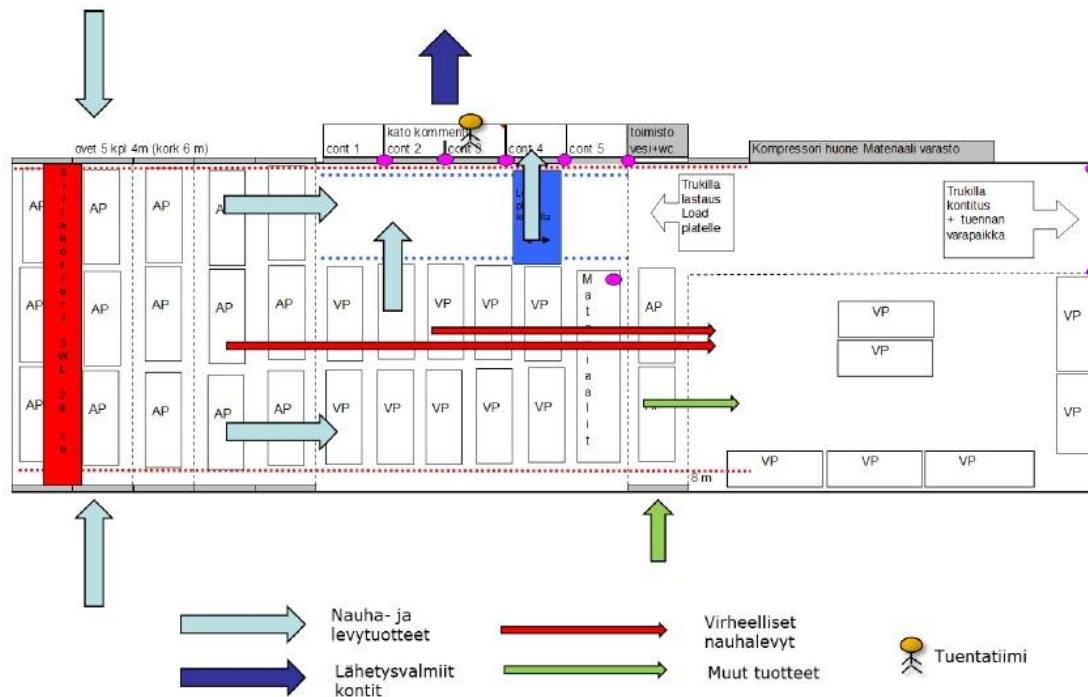 ovet 5 kpl 4m (kork 6 m)
kato komment
cont 1
cont 2
cont 3
cont 4
cont 5
toimisto
vesi+wc
Kompressori huone Materiaali varasto
Trukilla
lastaus
Load
platelle
Trukilla
kontitus
+ tuennan
varapaikka
AP
AP
AP
AP
AP
AP
AP
AP
AP
AP
VP
VP
VP
VP
VP
AP
Materiaalit
VP
VP
VP
AP
AP
AP
AP
AP
VP
VP
VP
VP
VP
AP
VP
VP
VP
VP
8 m
Nauha- ja
levytuotteet
Virheelliset
nauhalevyt
Lähetysvalmiit
kontit
Muut tuotteet
Tuentatiimi